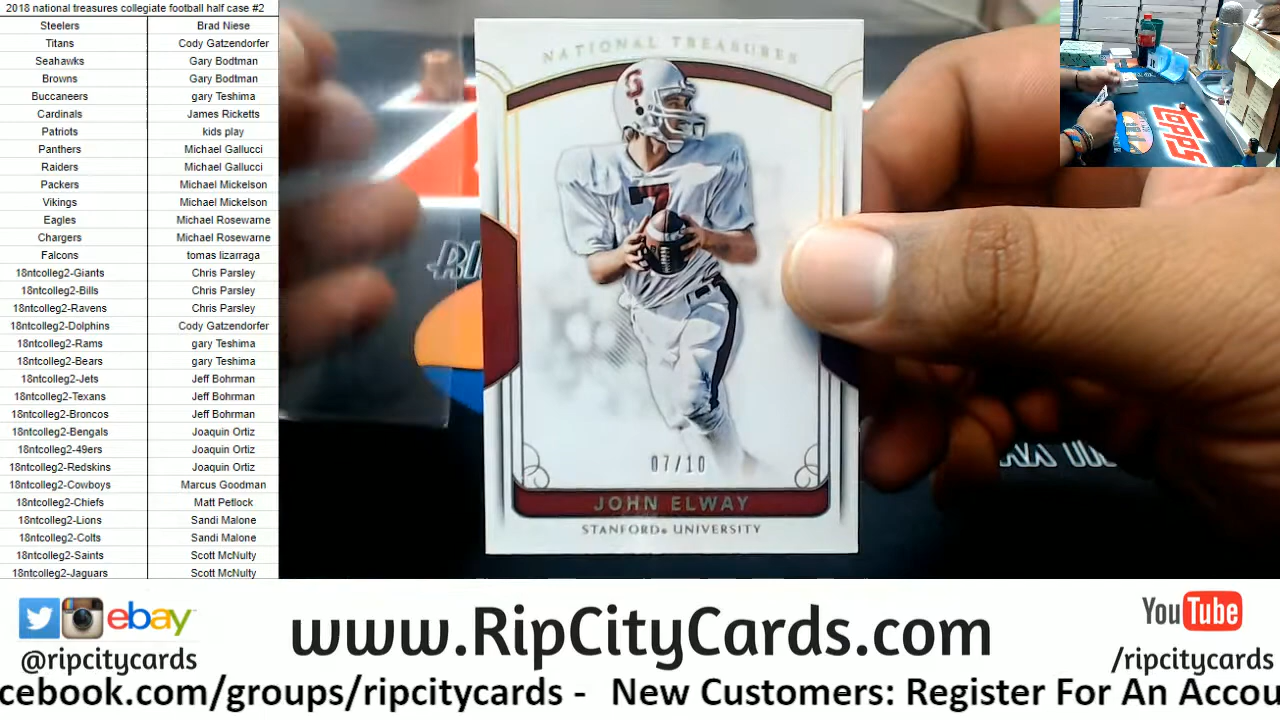 2018 national treasures collegiate football half case #2
Steelers Brad Niese
Titans Cody Gatzendorfer
Seahawks Gary Bodtman
Browns Gary Bodtman
Buccaneers gary Teshima
Cardinals James Ricketts
Patriots kids play
Panthers Michael Gallucci
Raiders Michael Gallucci
Packers Michael Mickelson
Vikings Michael Mickelson
Eagles Michael Rosewarne
Chargers Michael Rosewarne
Falcons tomas lizarraga
18ntcolleg2-Giants Chris Parsley
18ntcolleg2-Bills Chris Parsley
18ntcolleg2-Ravens Chris Parsley
18ntcolleg2-Dolphins Cody Gatzendorfer
18ntcolleg2-Rams gary Teshima
18ntcolleg2-Bears gary Teshima
18ntcolleg2-Jets Jeff Bohrman
18ntcolleg2-Texans Jeff Bohrman
18ntcolleg2-Broncos Jeff Bohrman
18ntcolleg2-Bengals Joaquin Ortiz
18ntcolleg2-49ers Joaquin Ortiz
18ntcolleg2-Redskins Joaquin Ortiz
18ntcolleg2-Cowboys Marcus Goodman
18ntcolleg2-Chiefs Matt Petlock
18ntcolleg2-Lions Sandi Malone
18ntcolleg2-Colts Sandi Malone
18ntcolleg2-Saints Scott McNulty
18ntcolleg2-Jaguars Scott McNulty
NATIONAL TREASURES
S
7
07/10
JOHN ELWAY
STANFORD® UNIVERSITY
topps
ebay
@ripcitycards
www.RipCityCards.com
YouTube
/ripcitycards
cebook.com/groups/ripcitycards - New Customers: Register For An Accou